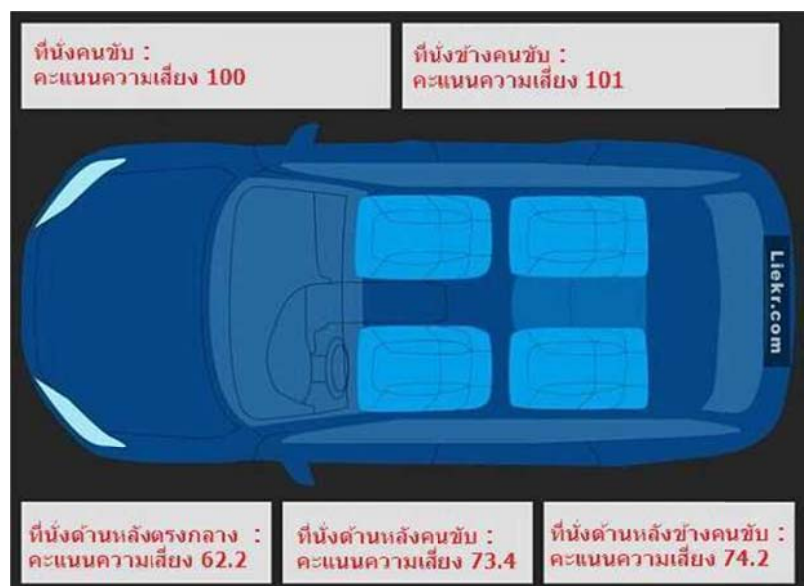 ที่นั่งคนขับ :
คะแนนความเสี่ยง 100
ที่นั่งข้างคนขับ :
คะแนนความเสี่ยง 101
Liekr.com
ที่นั่งด้านหลังตรงกลาง :
คะแนนความเสี่ยง 62.2
ที่นั่งด้านหลังคนขับ :
คะแนนความเสี่ยง 73.4
ที่นั่งด้านหลังข้างคนขับ :
คะแนนความเสี่ยง 74.2